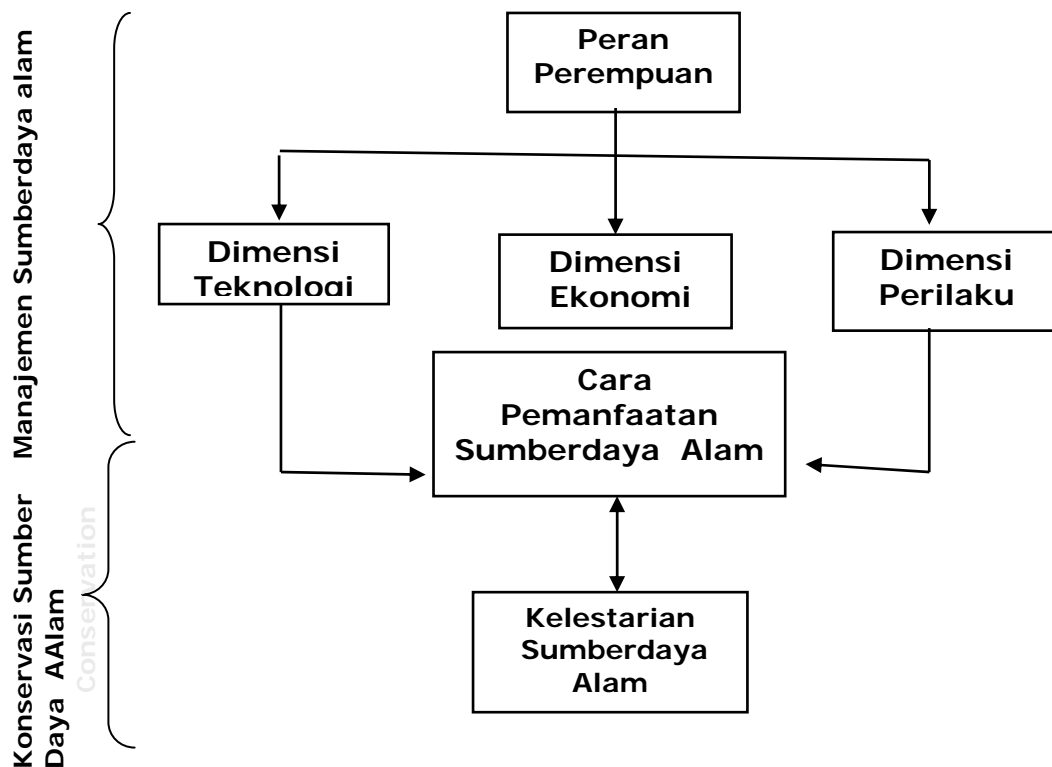 Peran
Perempuan
Manajemen Sumberdaya alam
Dimensi
Teknologi
Dimensi
Ekonomi
Dimensi
Perilaku
Cara
Pemanfaatan
Sumberdaya Alam
Konservasi Sumber
Daya AAlam
Conservation
Kelestarian
Sumberdaya
Alam